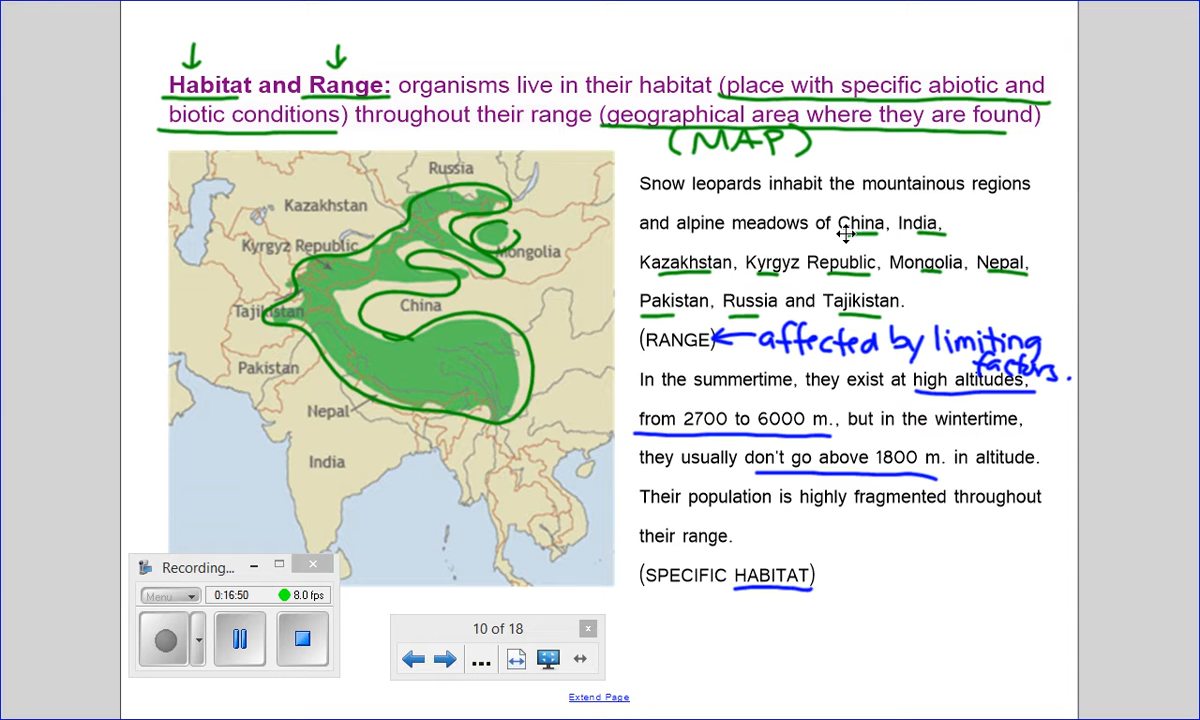 Habitat and Range: organisms live in their habitat (place with specific abiotic and
biotic conditions) throughout their range (geographical area where they are found)
(MAP)
Russia
Kazakhstan
Kyrgyz Republic
Mongolia
China
Tajikistan
Pakistan
Nepal
India
Snow leopards inhabit the mountainous regions
and alpine meadows of China, India,
Kazakhstan, Kyrgyz Republic, Mongolia, Nepal,
Pakistan, Russia and Tajikistan.
(RANGE) affected by limiting
factors.
In the summertime, they exist at high altitudes,
from 2700 to 6000 m., but in the wintertime,
they usually don't go above 1800 m. in altitude.
Their population is highly fragmented throughout
their range.
(SPECIFIC HABITAT)
Recording...
Menu 0:16:50 8.0 fps
10 of 18
...
Extend Page